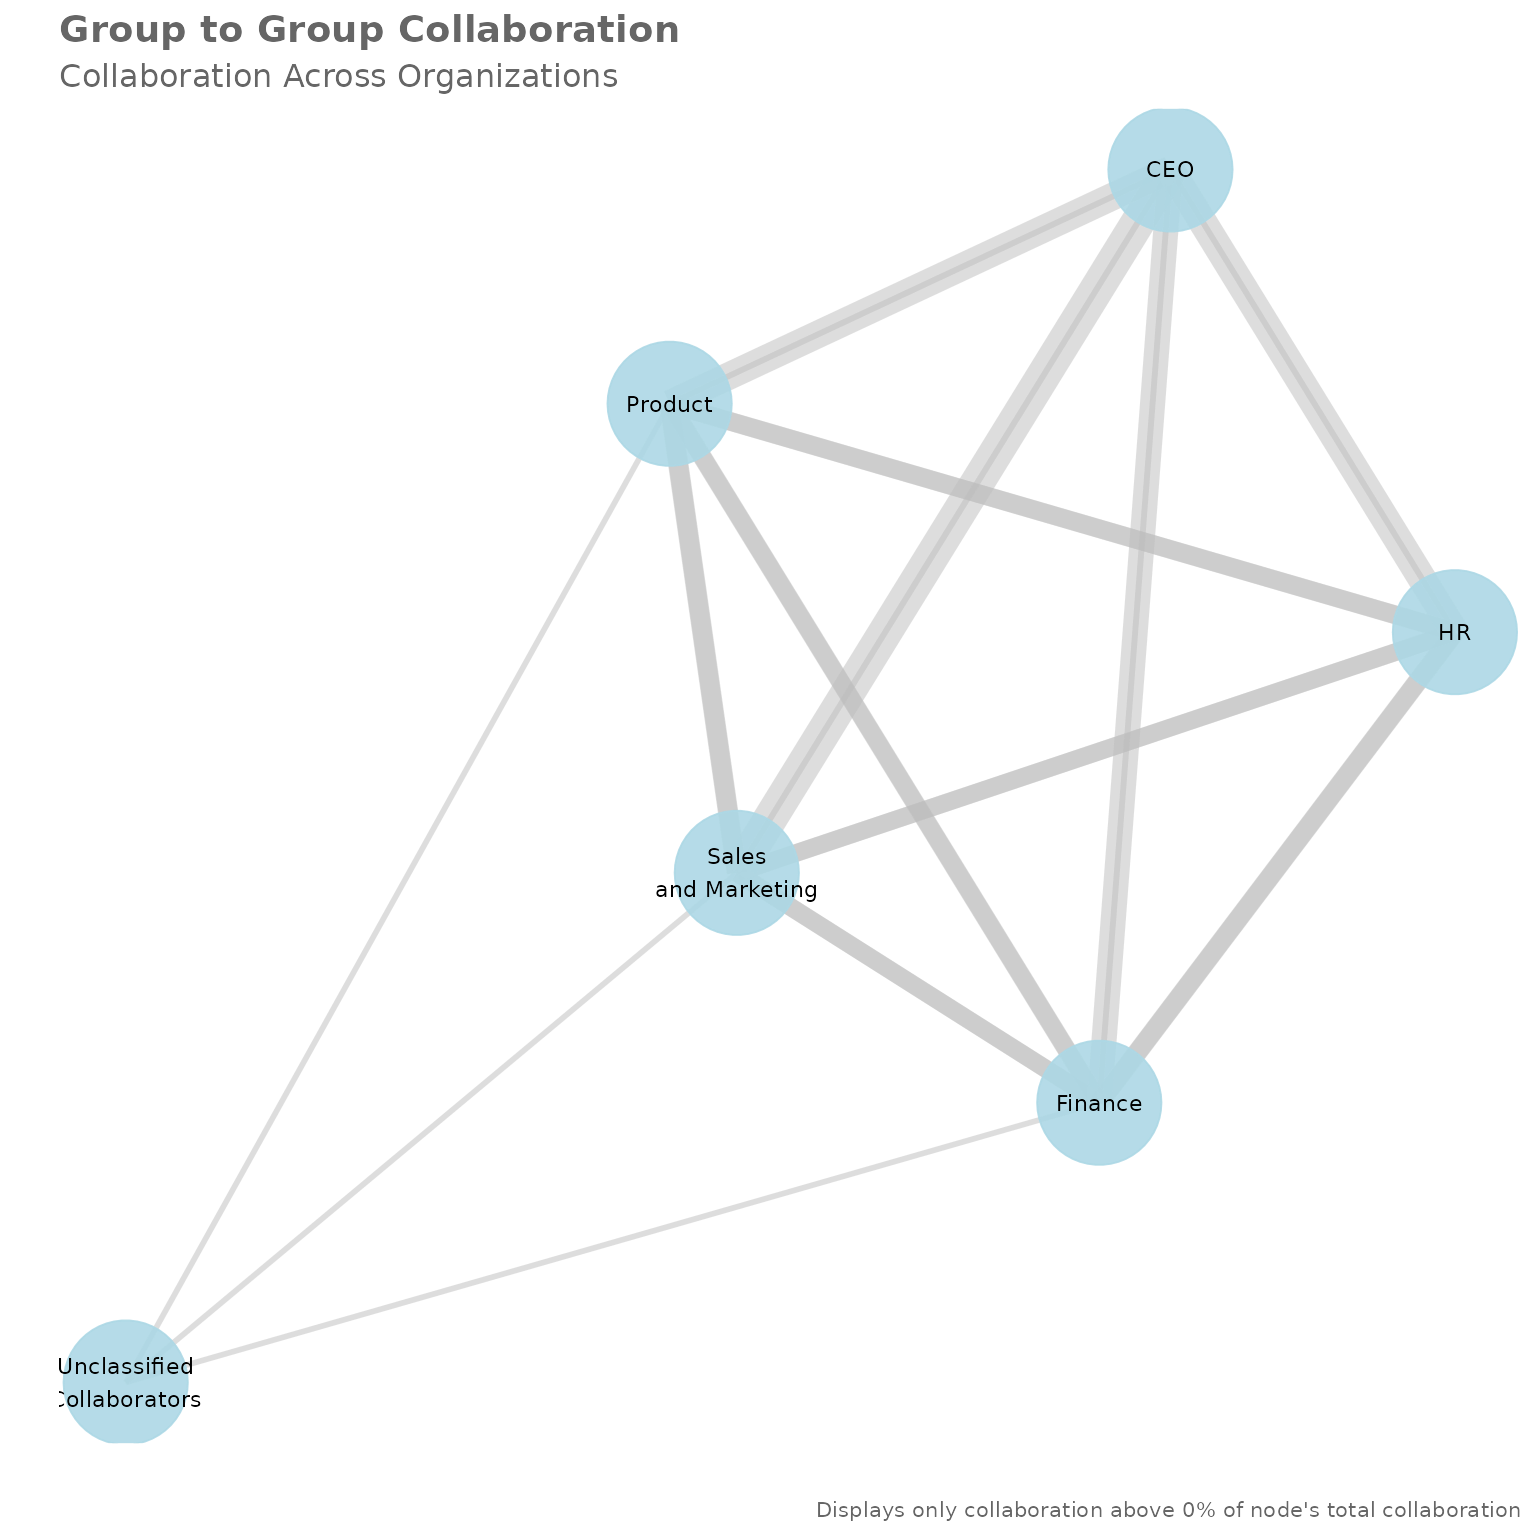 Group to Group Collaboration
Collaboration Across Organizations
CEO
Product
HR
Sales
and Marketing
Finance
Unclassified
Collaborators
Displays only collaboration above 0% of node's total collaboration